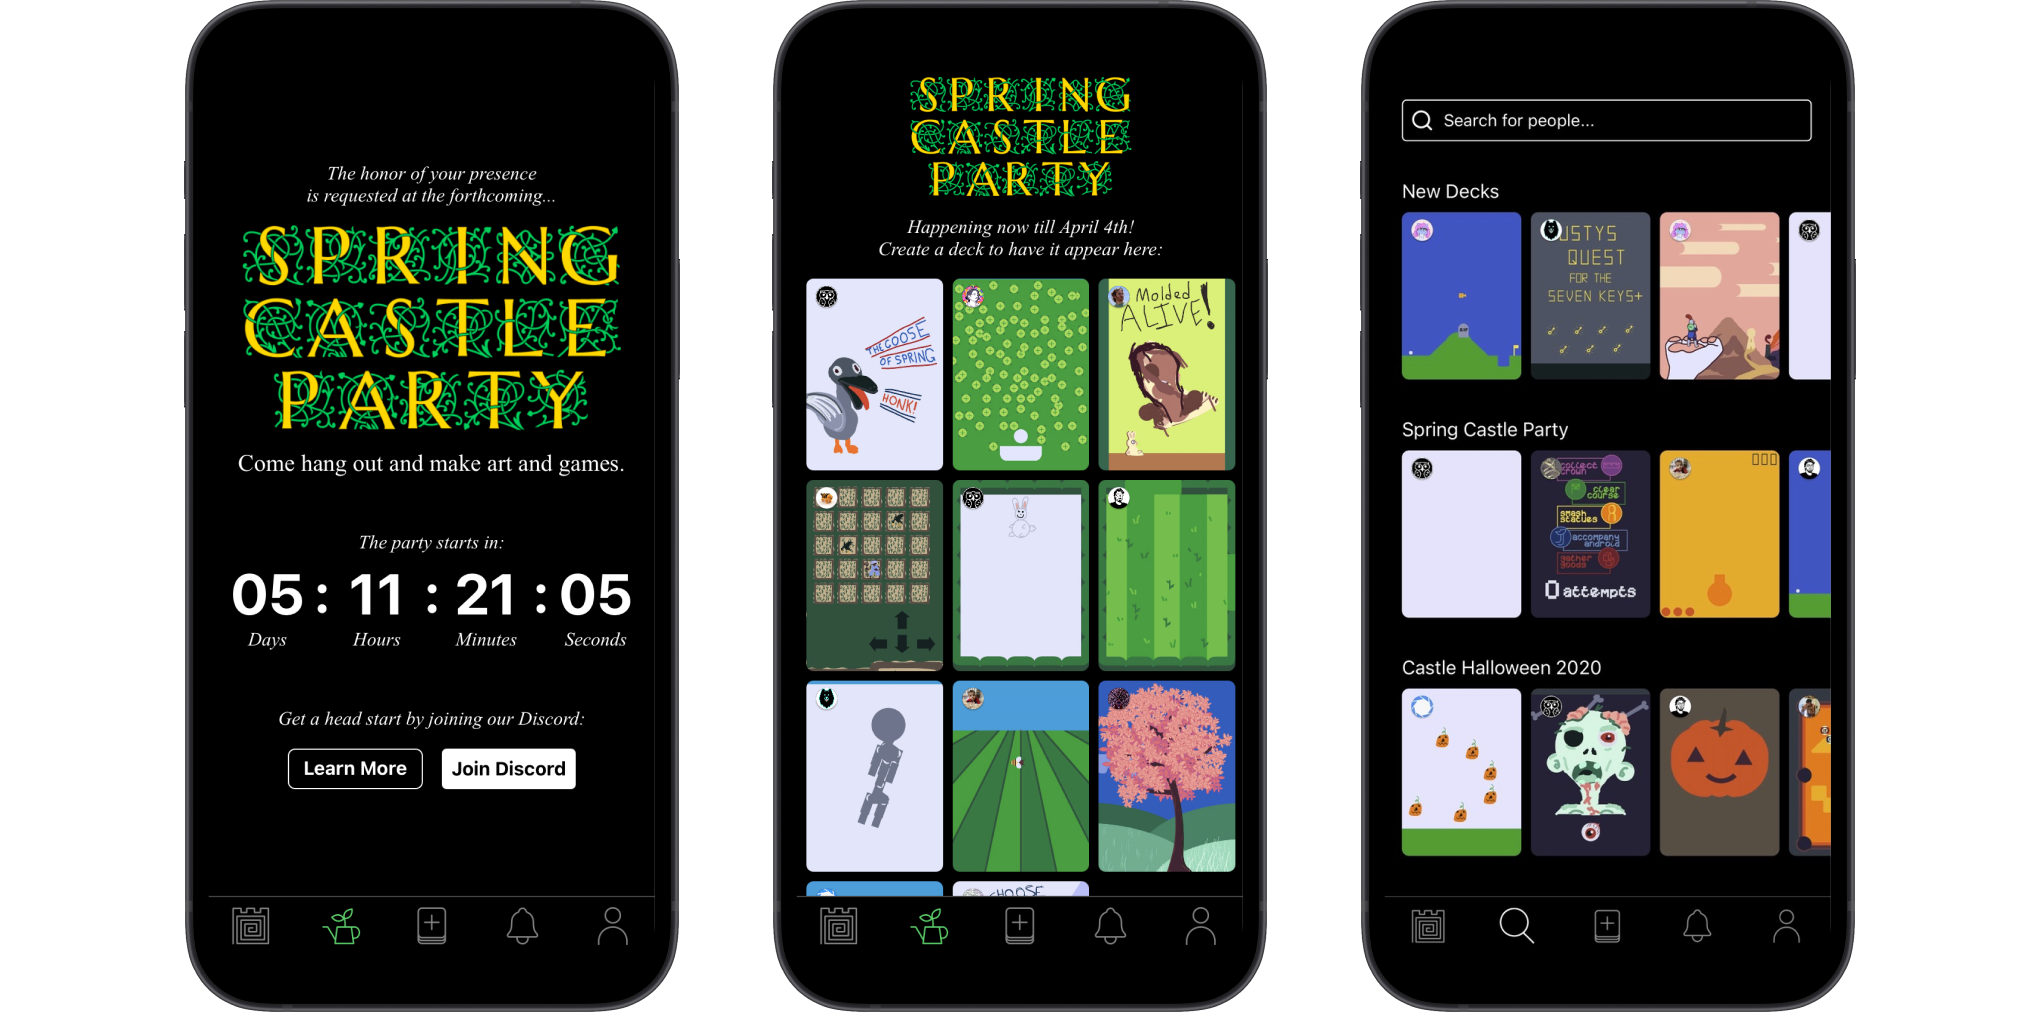 The honor of your presence
is requested at the forthcoming...
SPRING
CASTLE
PARTY
Come hang out and make art and games.
The party starts in:
05 : 11 : 21 : 05
Days Hours Minutes Seconds
Get a head start by joining our Discord:
Learn More Join Discord
SPRING
CASTLE
PARTY
Happening now till April 4th!
Create a deck to have it appear here:
THE GOOSE
OF SPRING
HONK!
Molded
ALIVE!
CHOOSE
Search for people...
New Decks
USTYS
QUEST
FOR THE
SEVEN KEYS+
RIP
Spring Castle Party
collect
crown
clear
course
smash
statues
accompany
android
gather
goods
0 attempts
Castle Halloween 2020